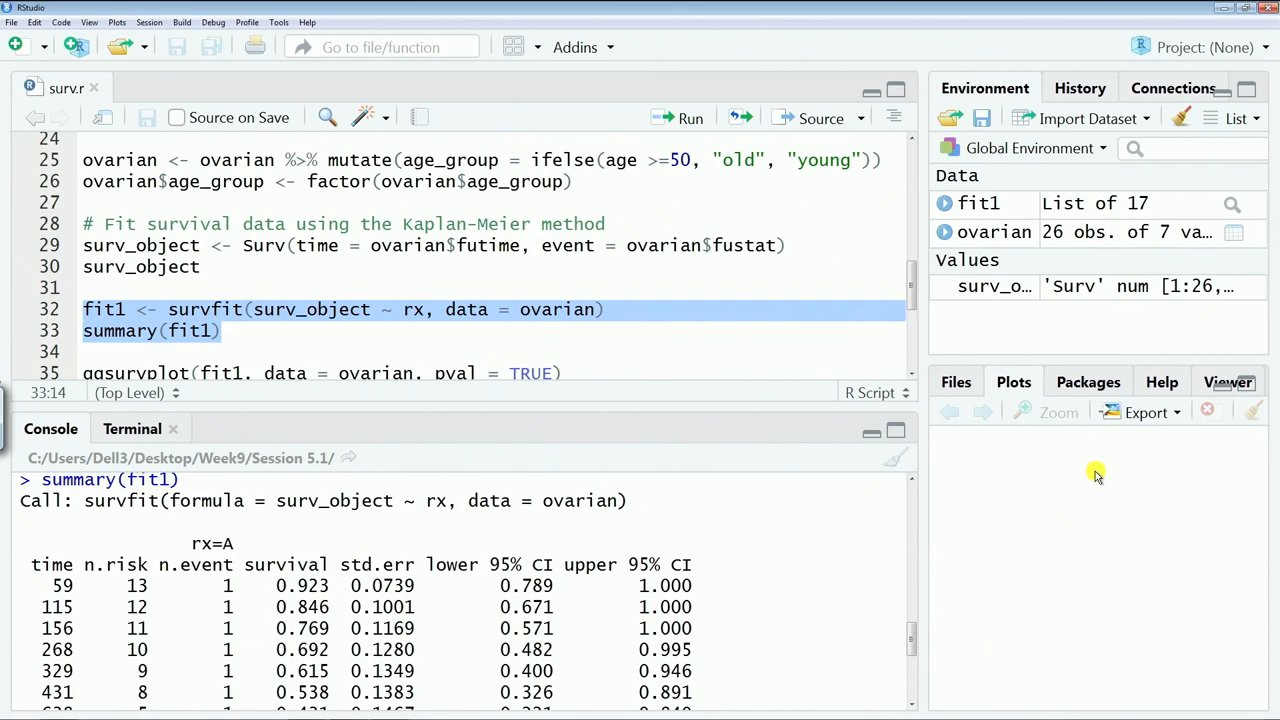 RStudio
File Edit Code View Plots Session Build Debug Profile Tools Help
Go to file/function Addins Project: (None)
surv.r
Source on Save Run Source
24
25 ovarian <- ovarian %>% mutate(age_group = ifelse(age >=50, "old", "young"))
26 ovarian$age_group <- factor(ovarian$age_group)
27
28 # Fit survival data using the Kaplan-Meier method
29 surv_object <- Surv(time = ovarian$futime, event = ovarian$fustat)
30 surv_object
31
32 fit1 <- survfit(surv_object ~ rx, data = ovarian)
33 summary(fit1)
34
35 ggsurvplot(fit1, data = ovarian, pval = TRUE)
33:14 (Top Level) R Script
Console Terminal
C:/Users/Dell3/Desktop/Week9/Session 5.1/
> summary(fit1)
Call: survfit(formula = surv_object ~ rx, data = ovarian)
rx=A
time n.risk n.event survival std.err lower 95% CI upper 95% CI
59 13 1 0.923 0.0739 0.789 1.000
115 12 1 0.846 0.1001 0.671 1.000
156 11 1 0.769 0.1169 0.571 1.000
268 10 1 0.692 0.1280 0.482 0.995
329 9 1 0.615 0.1349 0.400 0.946
431 8 1 0.538 0.1383 0.326 0.891
Environment History Connections
Import Dataset List
Global Environment
Data
fit1 List of 17
ovarian 26 obs. of 7 va...
Values
surv_o... 'Surv' num [1:26,...
Files Plots Packages Help Viewer
Zoom Export